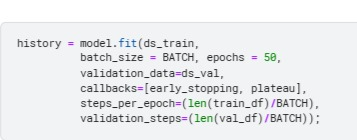 history = model.fit(ds_train,
batch_size = BATCH, epochs = 50,
validation_data=ds_val,
callbacks=[early_stopping, plateau],
steps_per_epoch=(len(train_df)/BATCH),
validation_steps=(len(val_df)/BATCH));